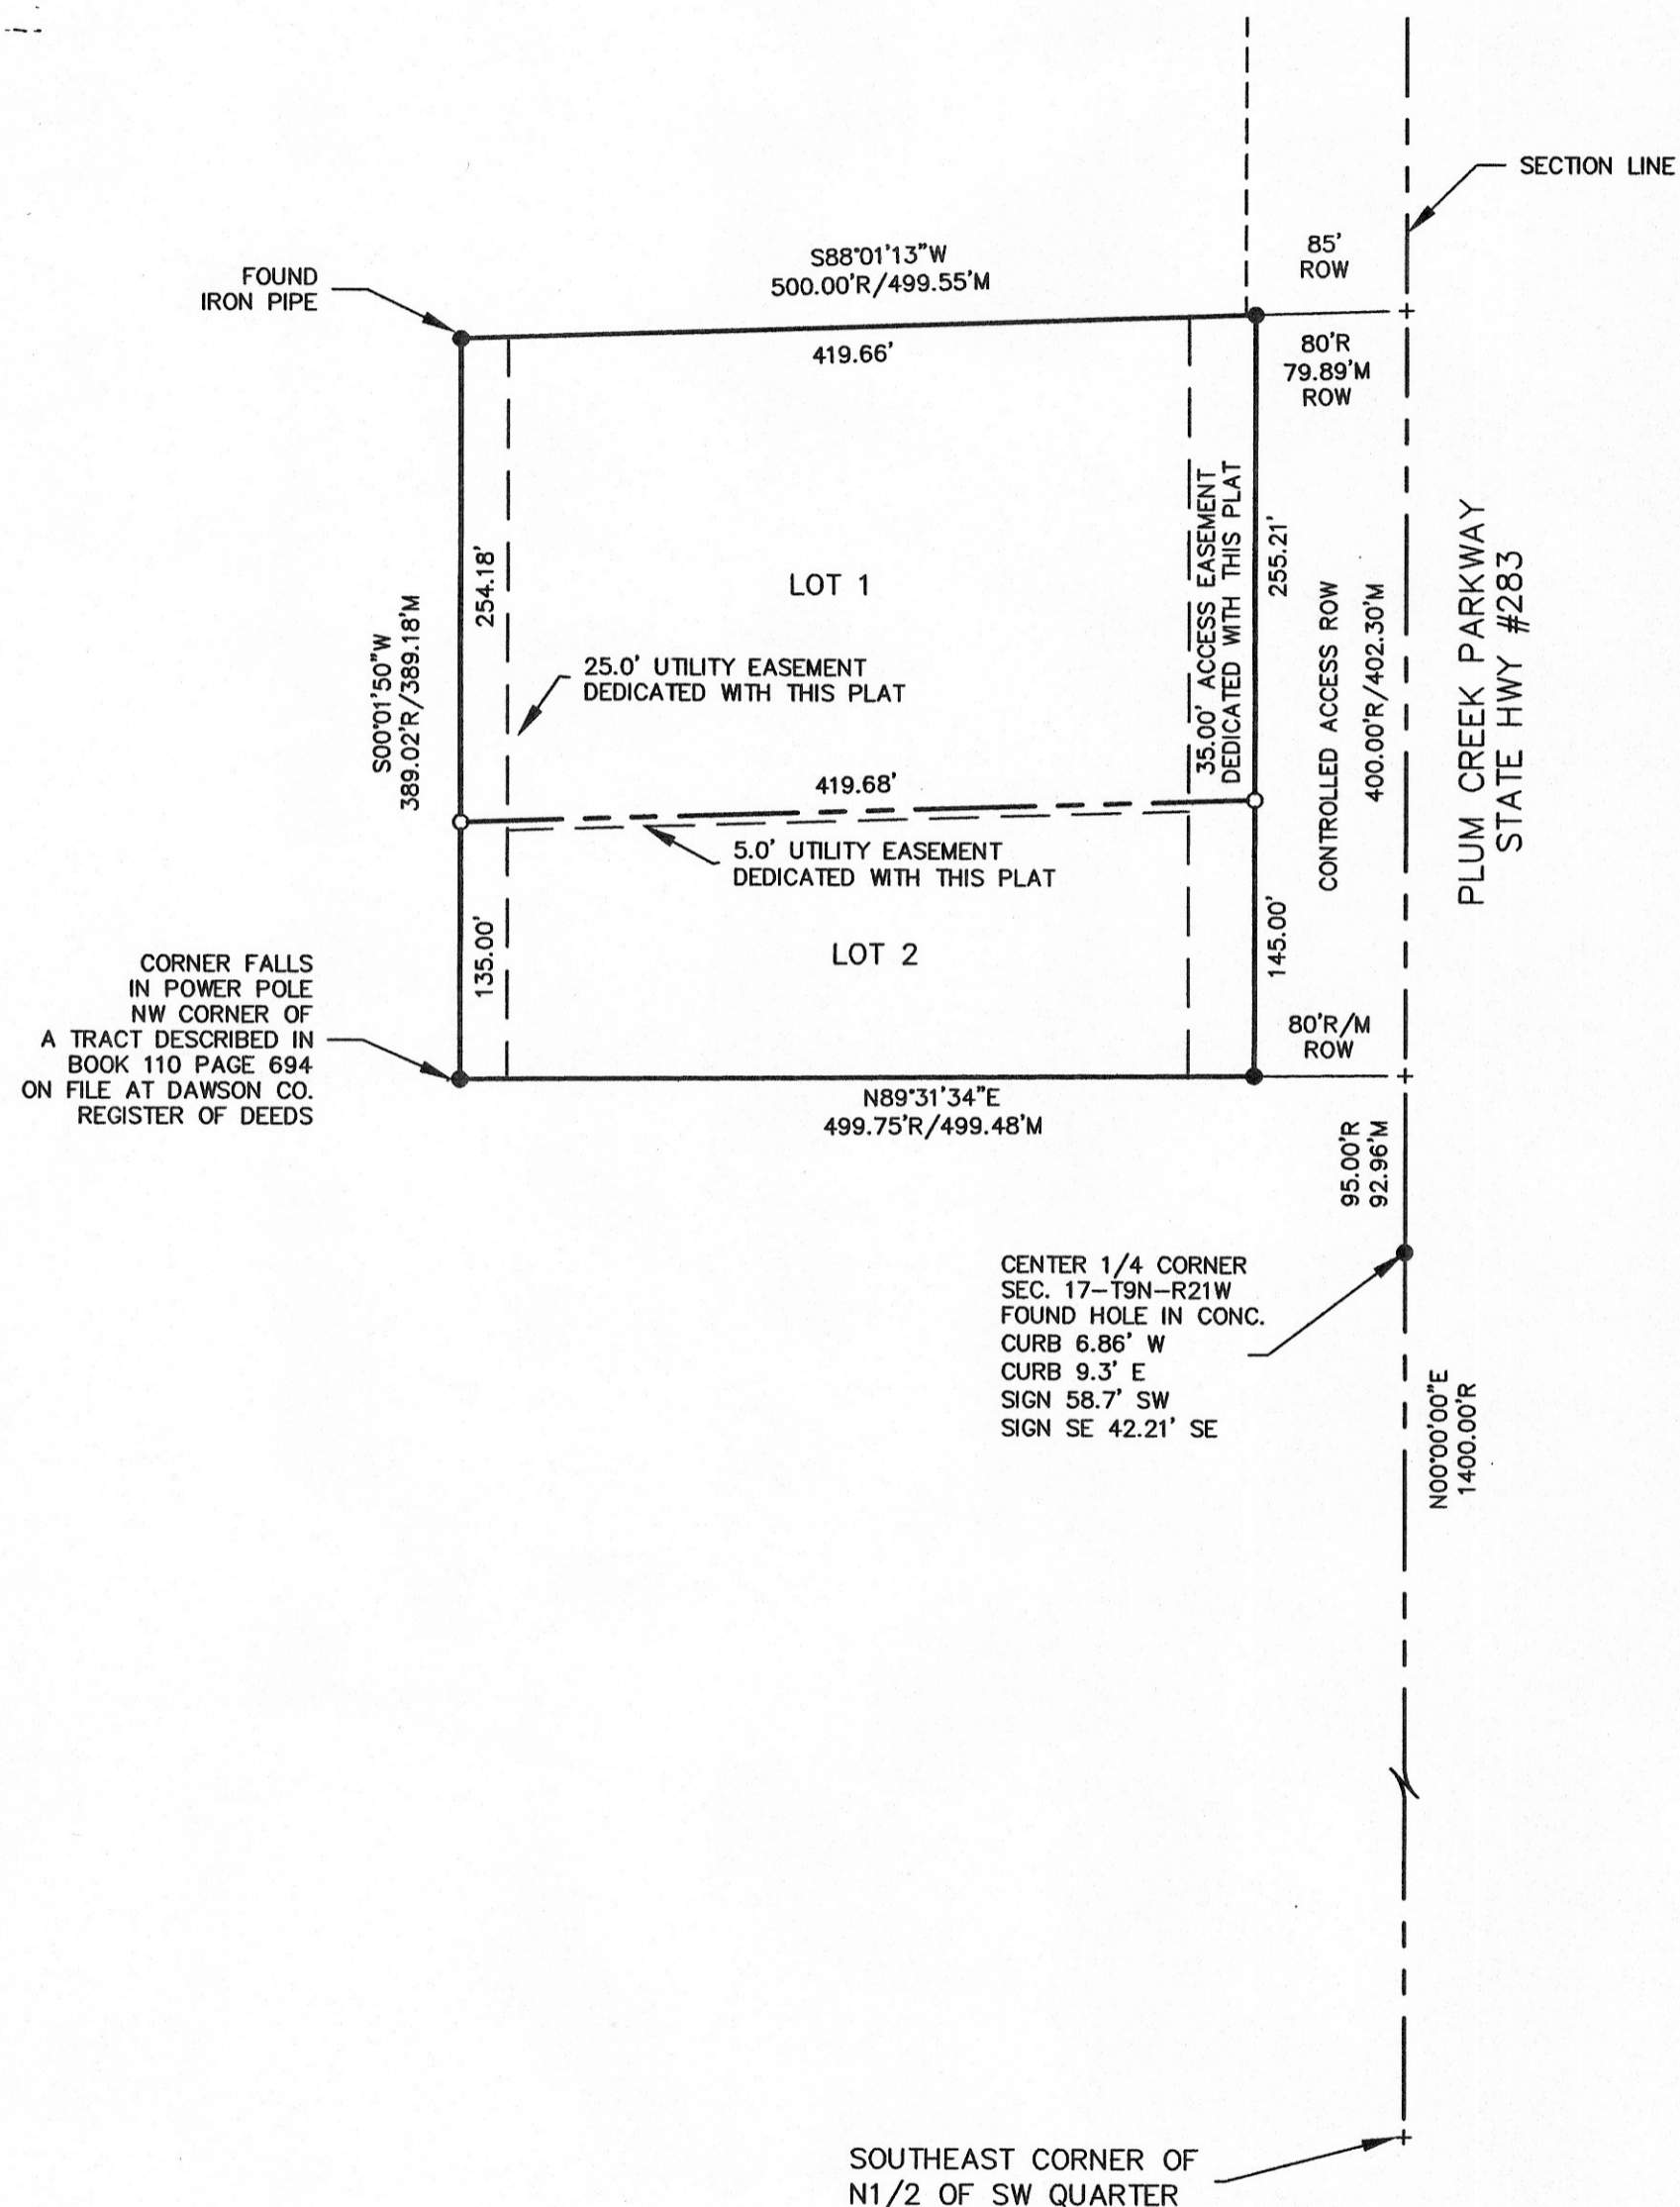 SECTION LINE
S88°01'13"W
500.00'R/499.55'M
85'
ROW
FOUND
IRON PIPE
419.66'
80'R
79.89'M
ROW
254.18'
LOT 1
35.00' ACCESS EASEMENT
DEDICATED WITH THIS PLAT
255.21'
S00°01'50"W
389.02'R/389.18'M
25.0' UTILITY EASEMENT
DEDICATED WITH THIS PLAT
CONTROLLED ACCESS ROW
400.00'R/402.30'M
PLUM CREEK PARKWAY
STATE HWY #283
419.68'
5.0' UTILITY EASEMENT
DEDICATED WITH THIS PLAT
135.00'
LOT 2
145.00'
CORNER FALLS
IN POWER POLE
NW CORNER OF
A TRACT DESCRIBED IN
BOOK 110 PAGE 694
ON FILE AT DAWSON CO.
REGISTER OF DEEDS
80'R/M
ROW
N89°31'34"E
499.75'R/499.48'M
95.00'R
92.96'M
CENTER 1/4 CORNER
SEC. 17-T9N-R21W
FOUND HOLE IN CONC.
CURB 6.86' W
CURB 9.3' E
SIGN 58.7' SW
SIGN SE 42.21' SE
N00°00'00"E
1400.00'R
SOUTHEAST CORNER OF
N1/2 OF SW QUARTER